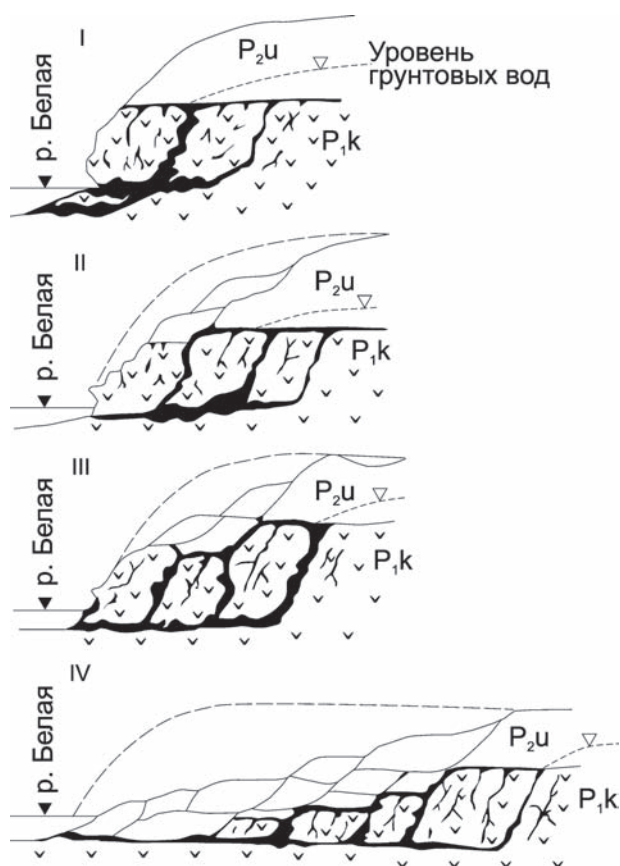 I
P₂u
Уровень
грунтовых вод
р. Белая
P₁k
II
P₂u
р. Белая
P₁k
III
P₂u
р. Белая
P₁k
IV
р. Белая
P₂u
P₁k